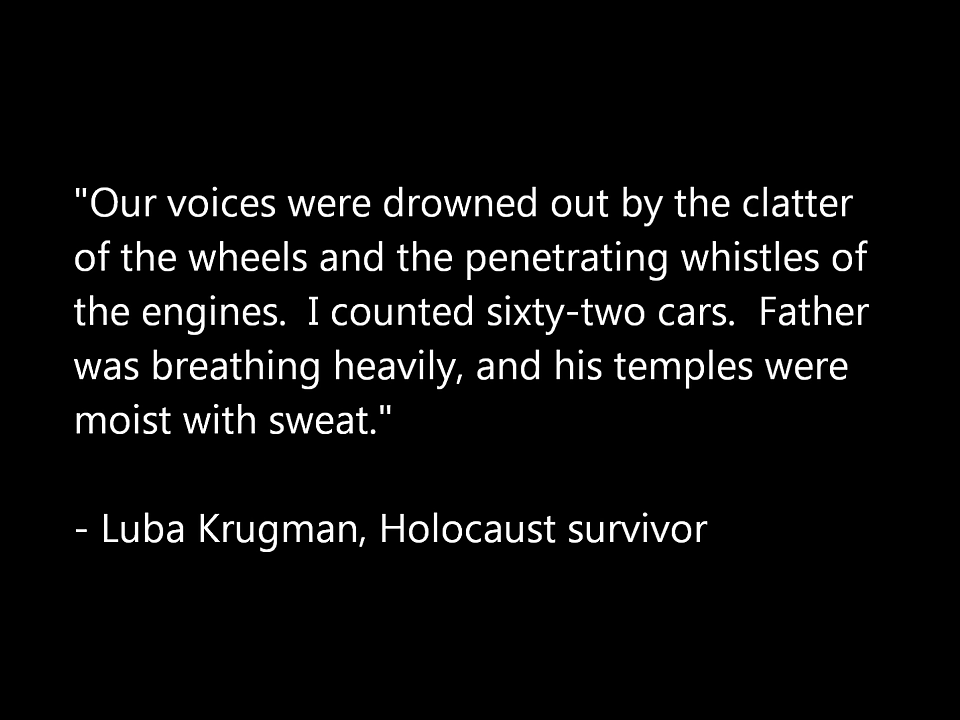 "Our voices were drowned out by the clatter
of the wheels and the penetrating whistles of
the engines.  I counted sixty-two cars.  Father
was breathing heavily, and his temples were
moist with sweat."
- Luba Krugman, Holocaust survivor